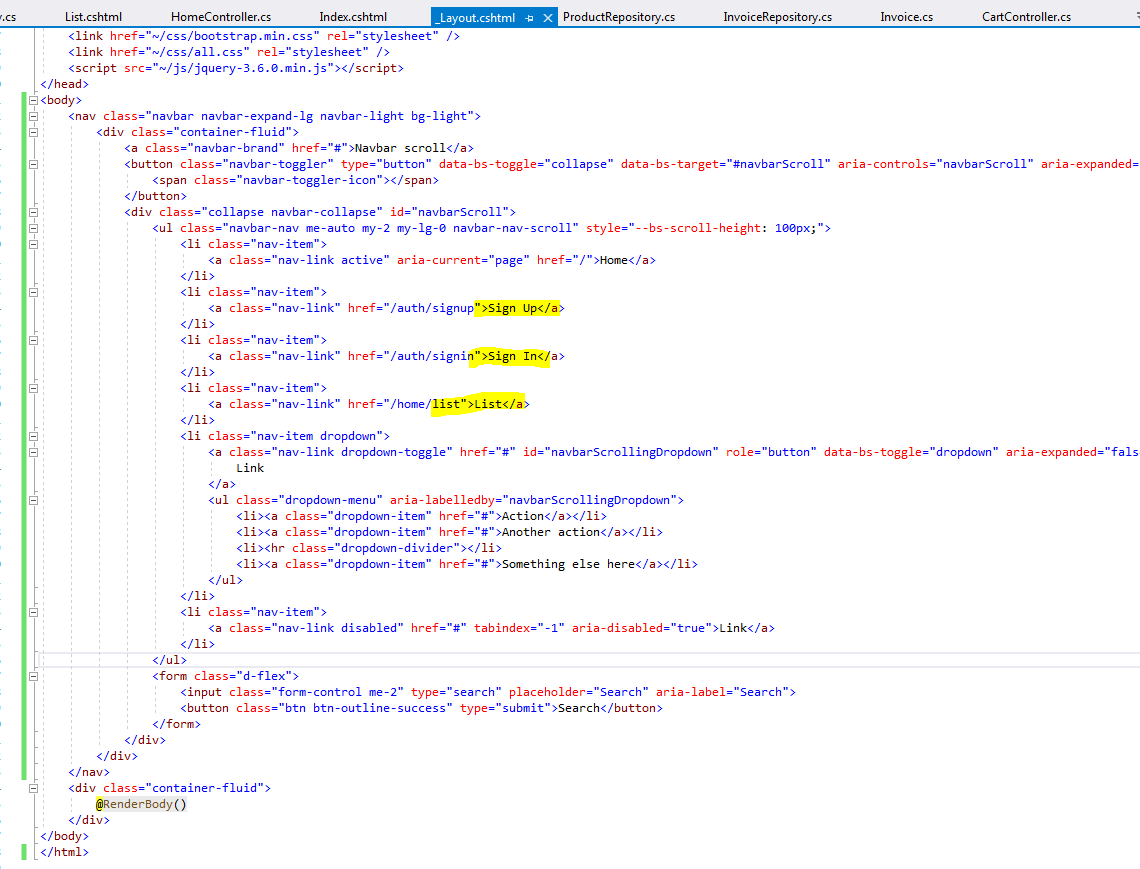 y.cs List.cshtml HomeController.cs Index.cshtml _Layout.cshtml ProductRepository.cs InvoiceRepository.cs Invoice.cs CartController.cs
<link href="~/css/bootstrap.min.css" rel="stylesheet" />
<link href="~/css/all.css" rel="stylesheet" />
<script src="~/js/jquery-3.6.0.min.js"></script>
</head>
<body>
<nav class="navbar navbar-expand-lg navbar-light bg-light">
<div class="container-fluid">
<a class="navbar-brand" href="#">Navbar scroll</a>
<button class="navbar-toggler" type="button" data-bs-toggle="collapse" data-bs-target="#navbarScroll" aria-controls="navbarScroll" aria-expanded=
<span class="navbar-toggler-icon"></span>
</button>
<div class="collapse navbar-collapse" id="navbarScroll">
<ul class="navbar-nav me-auto my-2 my-lg-0 navbar-nav-scroll" style="--bs-scroll-height: 100px;">
<li class="nav-item">
<a class="nav-link active" aria-current="page" href="/">Home</a>
</li>
<li class="nav-item">
<a class="nav-link" href="/auth/signup">Sign Up</a>
</li>
<li class="nav-item">
<a class="nav-link" href="/auth/signin">Sign In</a>
</li>
<li class="nav-item">
<a class="nav-link" href="/home/list">List</a>
</li>
<li class="nav-item dropdown">
<a class="nav-link dropdown-toggle" href="#" id="navbarScrollingDropdown" role="button" data-bs-toggle="dropdown" aria-expanded="fals
Link
</a>
<ul class="dropdown-menu" aria-labelledby="navbarScrollingDropdown">
<li><a class="dropdown-item" href="#">Action</a></li>
<li><a class="dropdown-item" href="#">Another action</a></li>
<li><hr class="dropdown-divider"></li>
<li><a class="dropdown-item" href="#">Something else here</a></li>
</ul>
</li>
<li class="nav-item">
<a class="nav-link disabled" href="#" tabindex="-1" aria-disabled="true">Link</a>
</li>
</ul>
<form class="d-flex">
<input class="form-control me-2" type="search" placeholder="Search" aria-label="Search">
<button class="btn btn-outline-success" type="submit">Search</button>
</form>
</div>
</div>
</nav>
<div class="container-fluid">
@RenderBody()
</div>
</body>
</html>